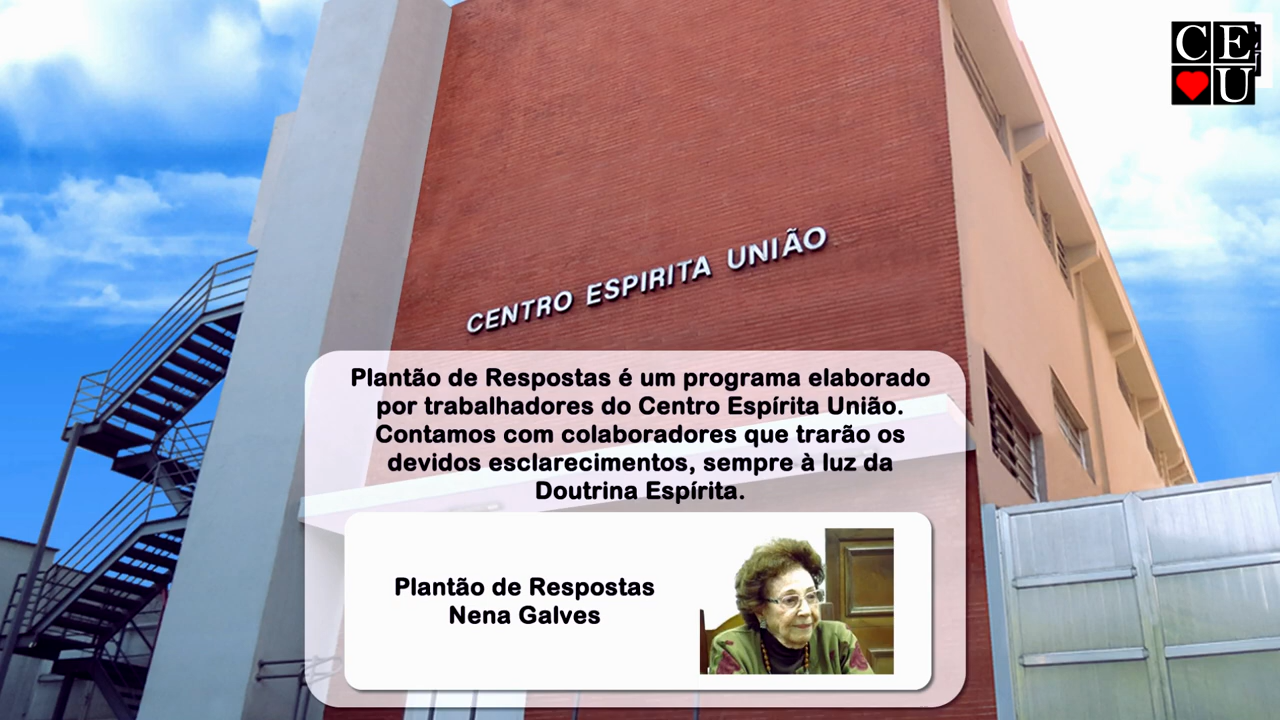 CE
U
CENTRO ESPIRITA UNIÃO
Plantão de Respostas é um programa elaborado
por trabalhadores do Centro Espírita União.
Contamos com colaboradores que trarão os
devidos esclarecimentos, sempre à luz da
Doutrina Espírita.
Plantão de Respostas
Nena Galves